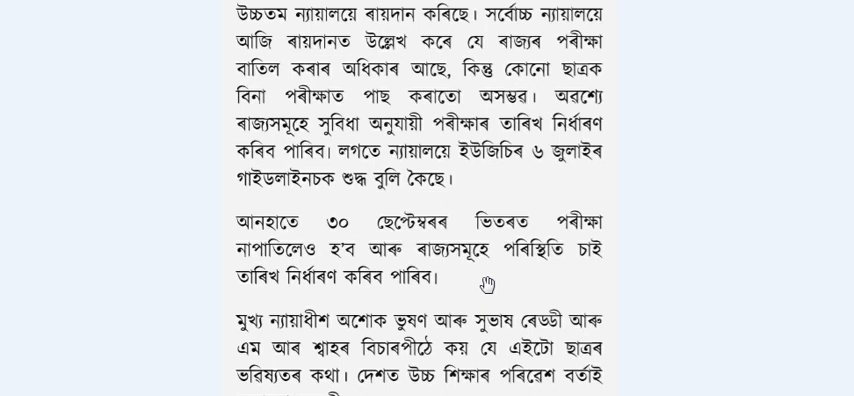 উচ্চতম ন্যায়ালয়ে ৰায়দান কৰিছে। সৰ্বোচ্চ ন্যায়ালয়ে
আজি ৰায়দানত উল্লেখ কৰে যে ৰাজ্যৰ পৰীক্ষা
বাতিল কৰাৰ অধিকাৰ আছে, কিন্তু কোনো ছাত্ৰক
বিনা পৰীক্ষাত পাছ কৰাতো অসম্ভৱ। অৱশ্যে
ৰাজ্যসমূহে সুবিধা অনুযায়ী পৰীক্ষাৰ তাৰিখ নিৰ্ধাৰণ
কৰিব পাৰিব। লগতে ন্যায়ালয়ে ইউজিচিৰ ৬ জুলাইৰ
গাইডলাইনচক শুদ্ধ বুলি কৈছে।
আনহাতে ৩০ ছেপ্টেম্বৰৰ ভিতৰত পৰীক্ষা
নাপাতিলেও হ’ব আৰু ৰাজ্যসমূহে পৰিস্থিতি চাই
তাৰিখ নিৰ্ধাৰণ কৰিব পাৰিব।
মুখ্য ন্যায়াধীশ অশোক ভুষণ আৰু সুভাষ ৰেড্ডী আৰু
এম আৰ শ্বাহৰ বিচাৰপীঠে কয় যে এইটো ছাত্ৰৰ
ভৱিষ্যতৰ কথা। দেশত উচ্চ শিক্ষাৰ পৰিৱেশ বৰ্তাই